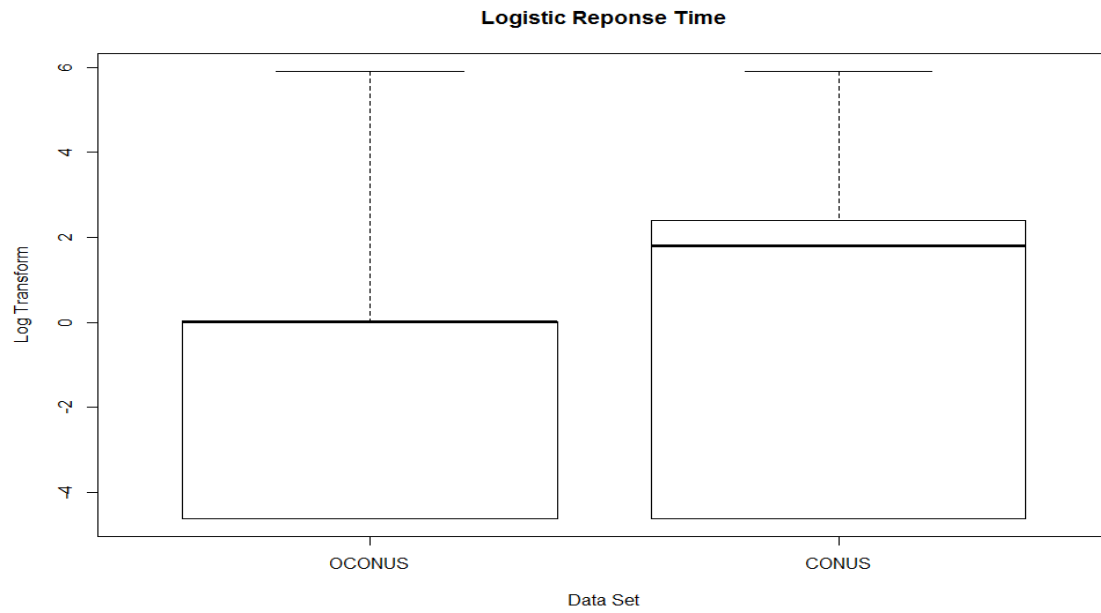 Logistic Reponse Time
Log Transform
6
4
2
0
-2
-4
OCONUS
CONUS
Data Set